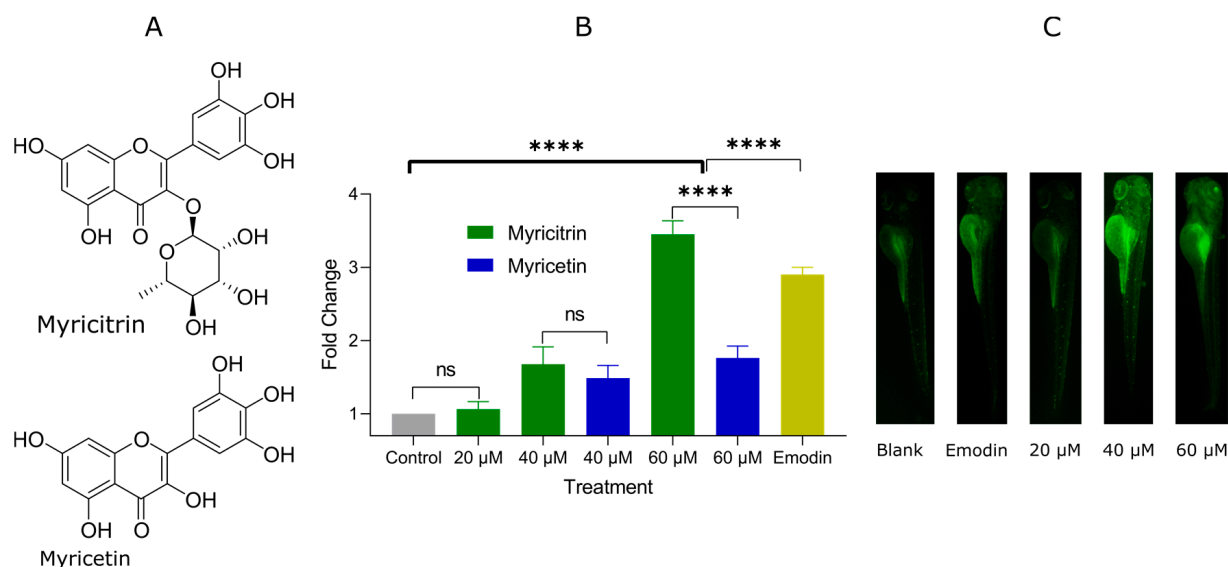 A
OH
OH
OH
HO
O
O
O
OH
O
OH
OH
OH
Myricitrin
OH
OH
OH
HO
O
OH
OH
O
Myricetin
B
****
****
****
Myricitrin
Myricetin
ns
ns
Fold Change
4
3
2
1
Control 20 µM 40 µM 40 µM 60 µM 60 µM Emodin
Treatment
C
Blank Emodin 20 µM 40 µM 60 µM